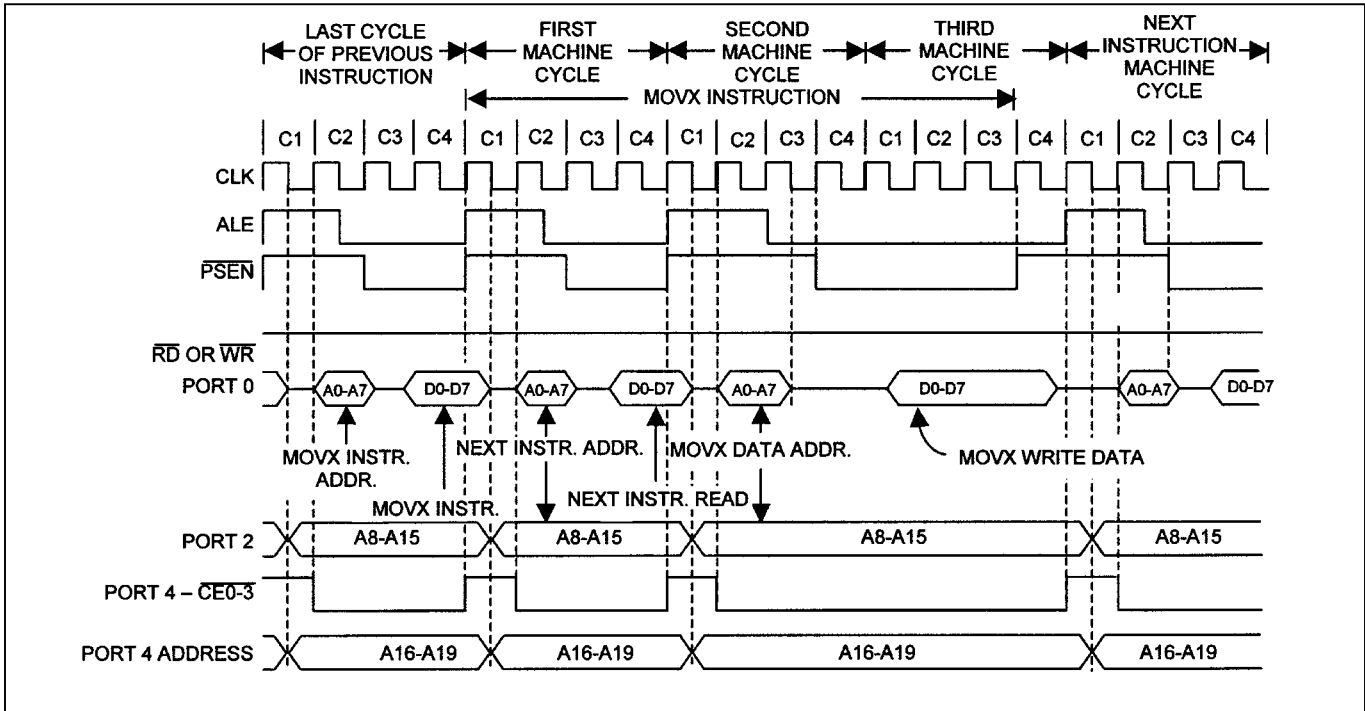 LAST CYCLE
OF PREVIOUS
INSTRUCTION
FIRST
MACHINE
CYCLE
SECOND
MACHINE
CYCLE
THIRD
MACHINE
CYCLE
NEXT
INSTRUCTION
MACHINE
CYCLE
MOVX INSTRUCTION
C1 C2 C3 C4 C1 C2 C3 C4 C1 C2 C3 C4 C1 C2 C3 C4 C1 C2 C3 C4
CLK
ALE
PSEN
RD OR WR
PORT 0 A0-A7 D0-D7 A0-A7 D0-D7 A0-A7 D0-D7 A0-A7 D0-D7
MOVX INSTR.
ADDR.
NEXT INSTR. ADDR.
MOVX DATA ADDR.
MOVX WRITE DATA
MOVX INSTR.
NEXT INSTR. READ
PORT 2 A8-A15 A8-A15 A8-A15 A8-A15
PORT 4 – CE0-3
PORT 4 ADDRESS A16-A19 A16-A19 A16-A19 A16-A19